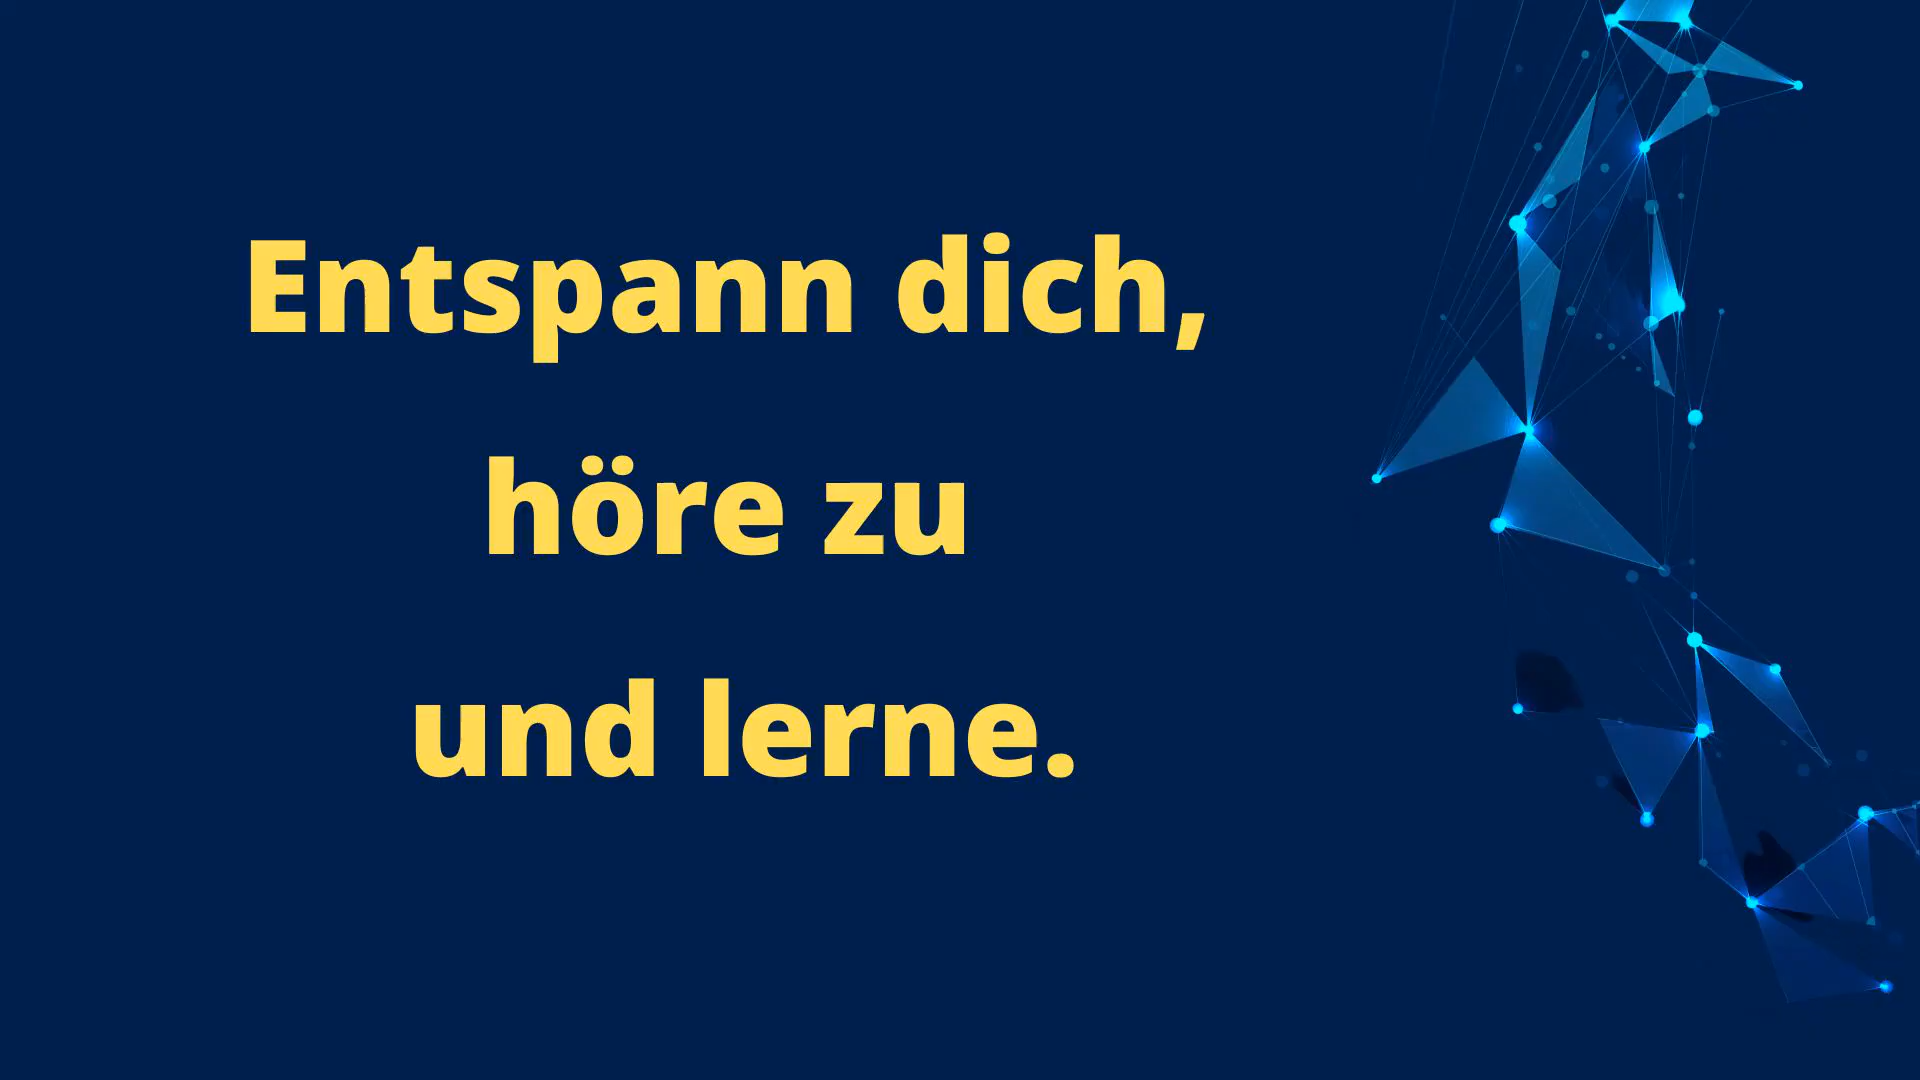 Entspann dich,
höre zu
und lerne.